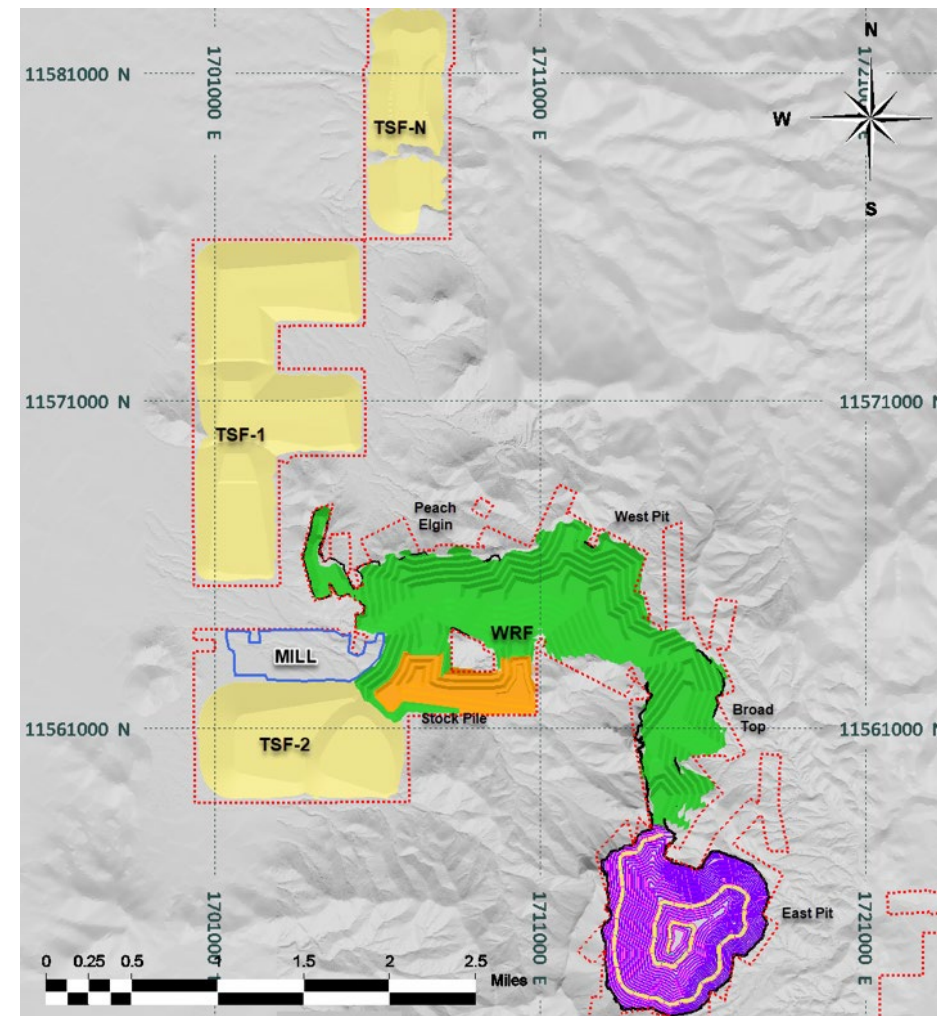 N
1701000 E
1711000 E
1721000 E
11581000 N
W
S
TSF-N
11571000 N
11571000 N
TSF-1
Peach
Elgin
West Pit
WRF
MILL
Stock Pile
Broad
Top
11561000 N
11561000 N
TSF-2
1701000
1711000 E
1721000 E
East Pit
0 0.25 0.5 1 1.5 2 2.5
Miles